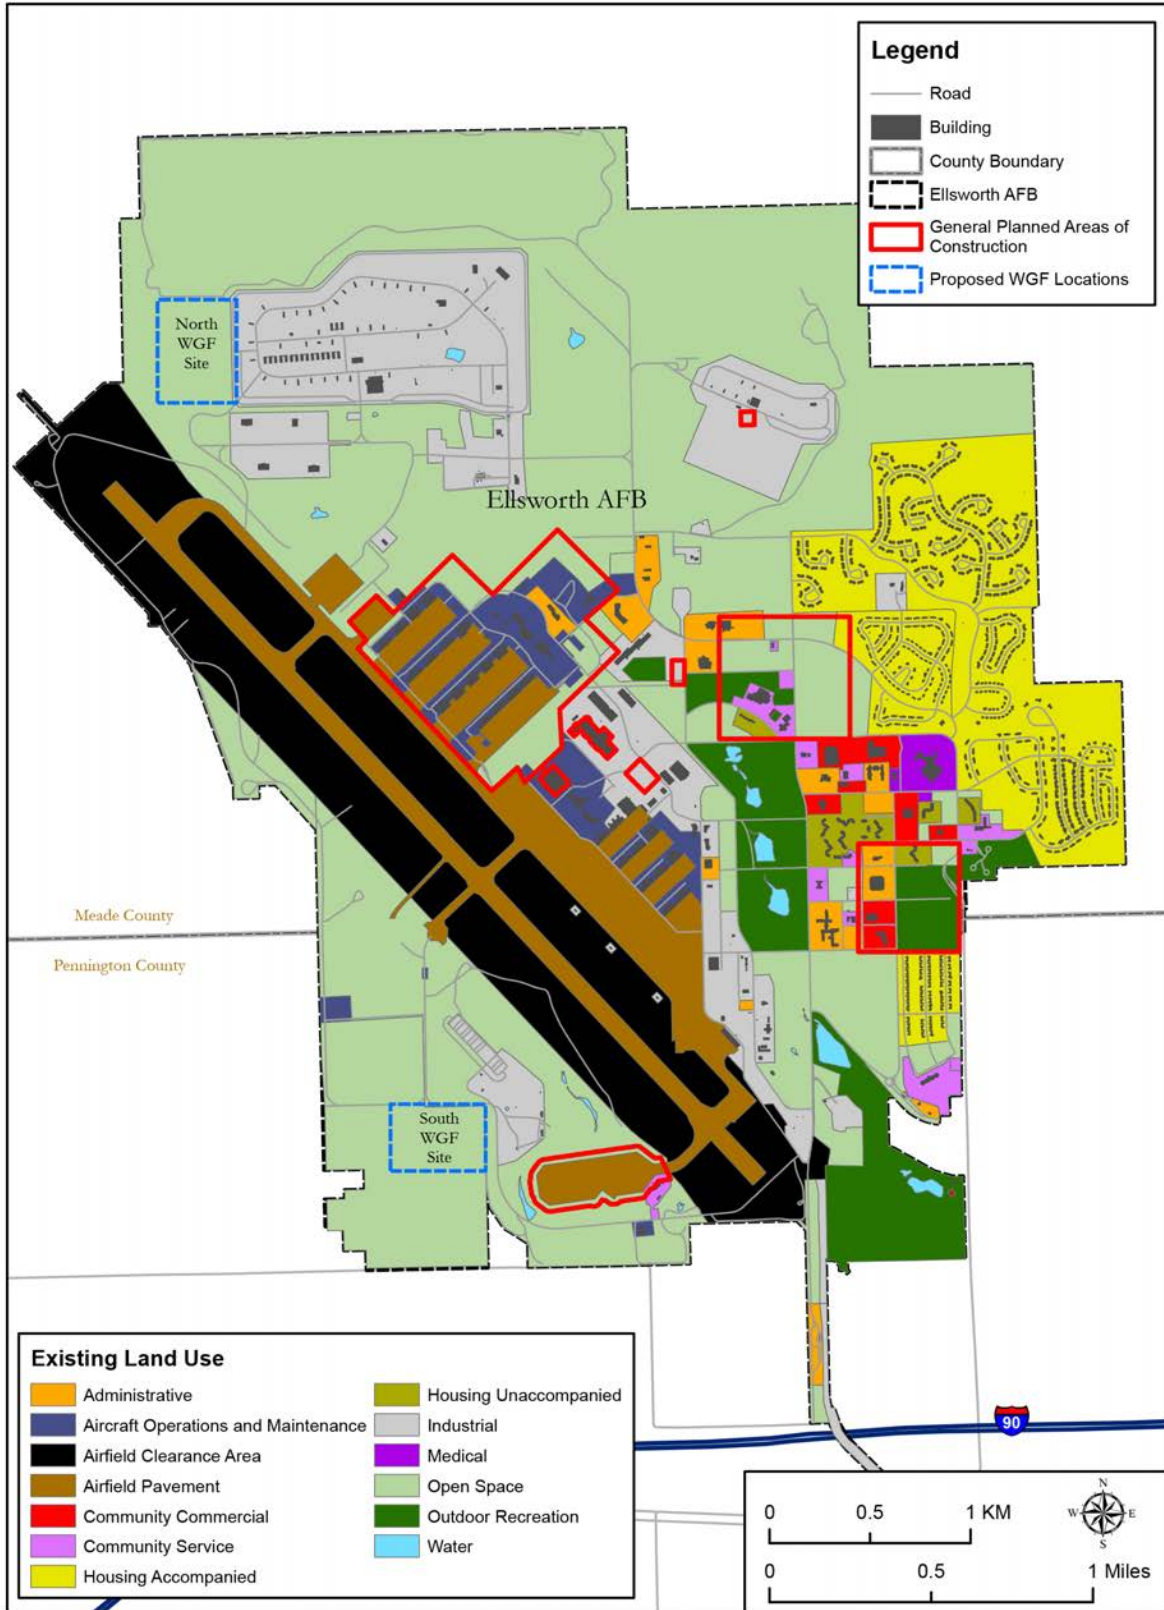 Legend
Road
Building
County Boundary
Ellsworth AFB
General Planned Areas of
Construction
Proposed WGF Locations
North
WGF
Site
Ellsworth AFB
Meade County
Pennington County
South
WGF
Site
Existing Land Use
Administrative
Aircraft Operations and Maintenance
Airfield Clearance Area
Airfield Pavement
Community Commercial
Community Service
Housing Accompanied
Housing Unaccompanied
Industrial
Medical
Open Space
Outdoor Recreation
Water
90
0 0.5 1 KM
N
W E
S
0 0.5 1 Miles